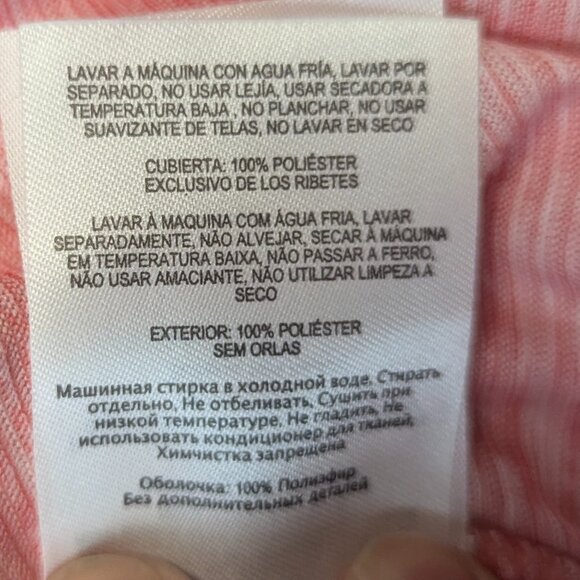 LAVAR A MÁQUINA CON AGUA FRÍA, LAVAR POR
SEPARADO, NO USAR LEJÍA, USAR SECADORA A
TEMPERATURA BAJA , NO PLANCHAR, NO USAR
SUAVIZANTE DE TELAS, NO LAVAR EN SECO
CUBIERTA: 100% POLIÉSTER
EXCLUSIVO DE LOS RIBETES
LAVAR À MAQUINA COM ÁGUA FRIA, LAVAR
SEPARADAMENTE, NÃO ALVEJAR, SECAR À MÁQUINA
EM TEMPERATURA BAIXA, NÃO PASSAR A FERRO,
NÃO USAR AMACIANTE, NÃO UTILIZAR LIMPEZA A
SECO
EXTERIOR: 100% POLIÉSTER
SEM ORLAS
Машинная стирка в холодной воде, Стирать
отдельно, Не отбеливать, Сушить при
низкой температуре, Не гладить, Не
использовать кондиционер для тканей,
Химчистка запрещена
Оболочка: 100% Полиэфир
Без дополнительных деталей